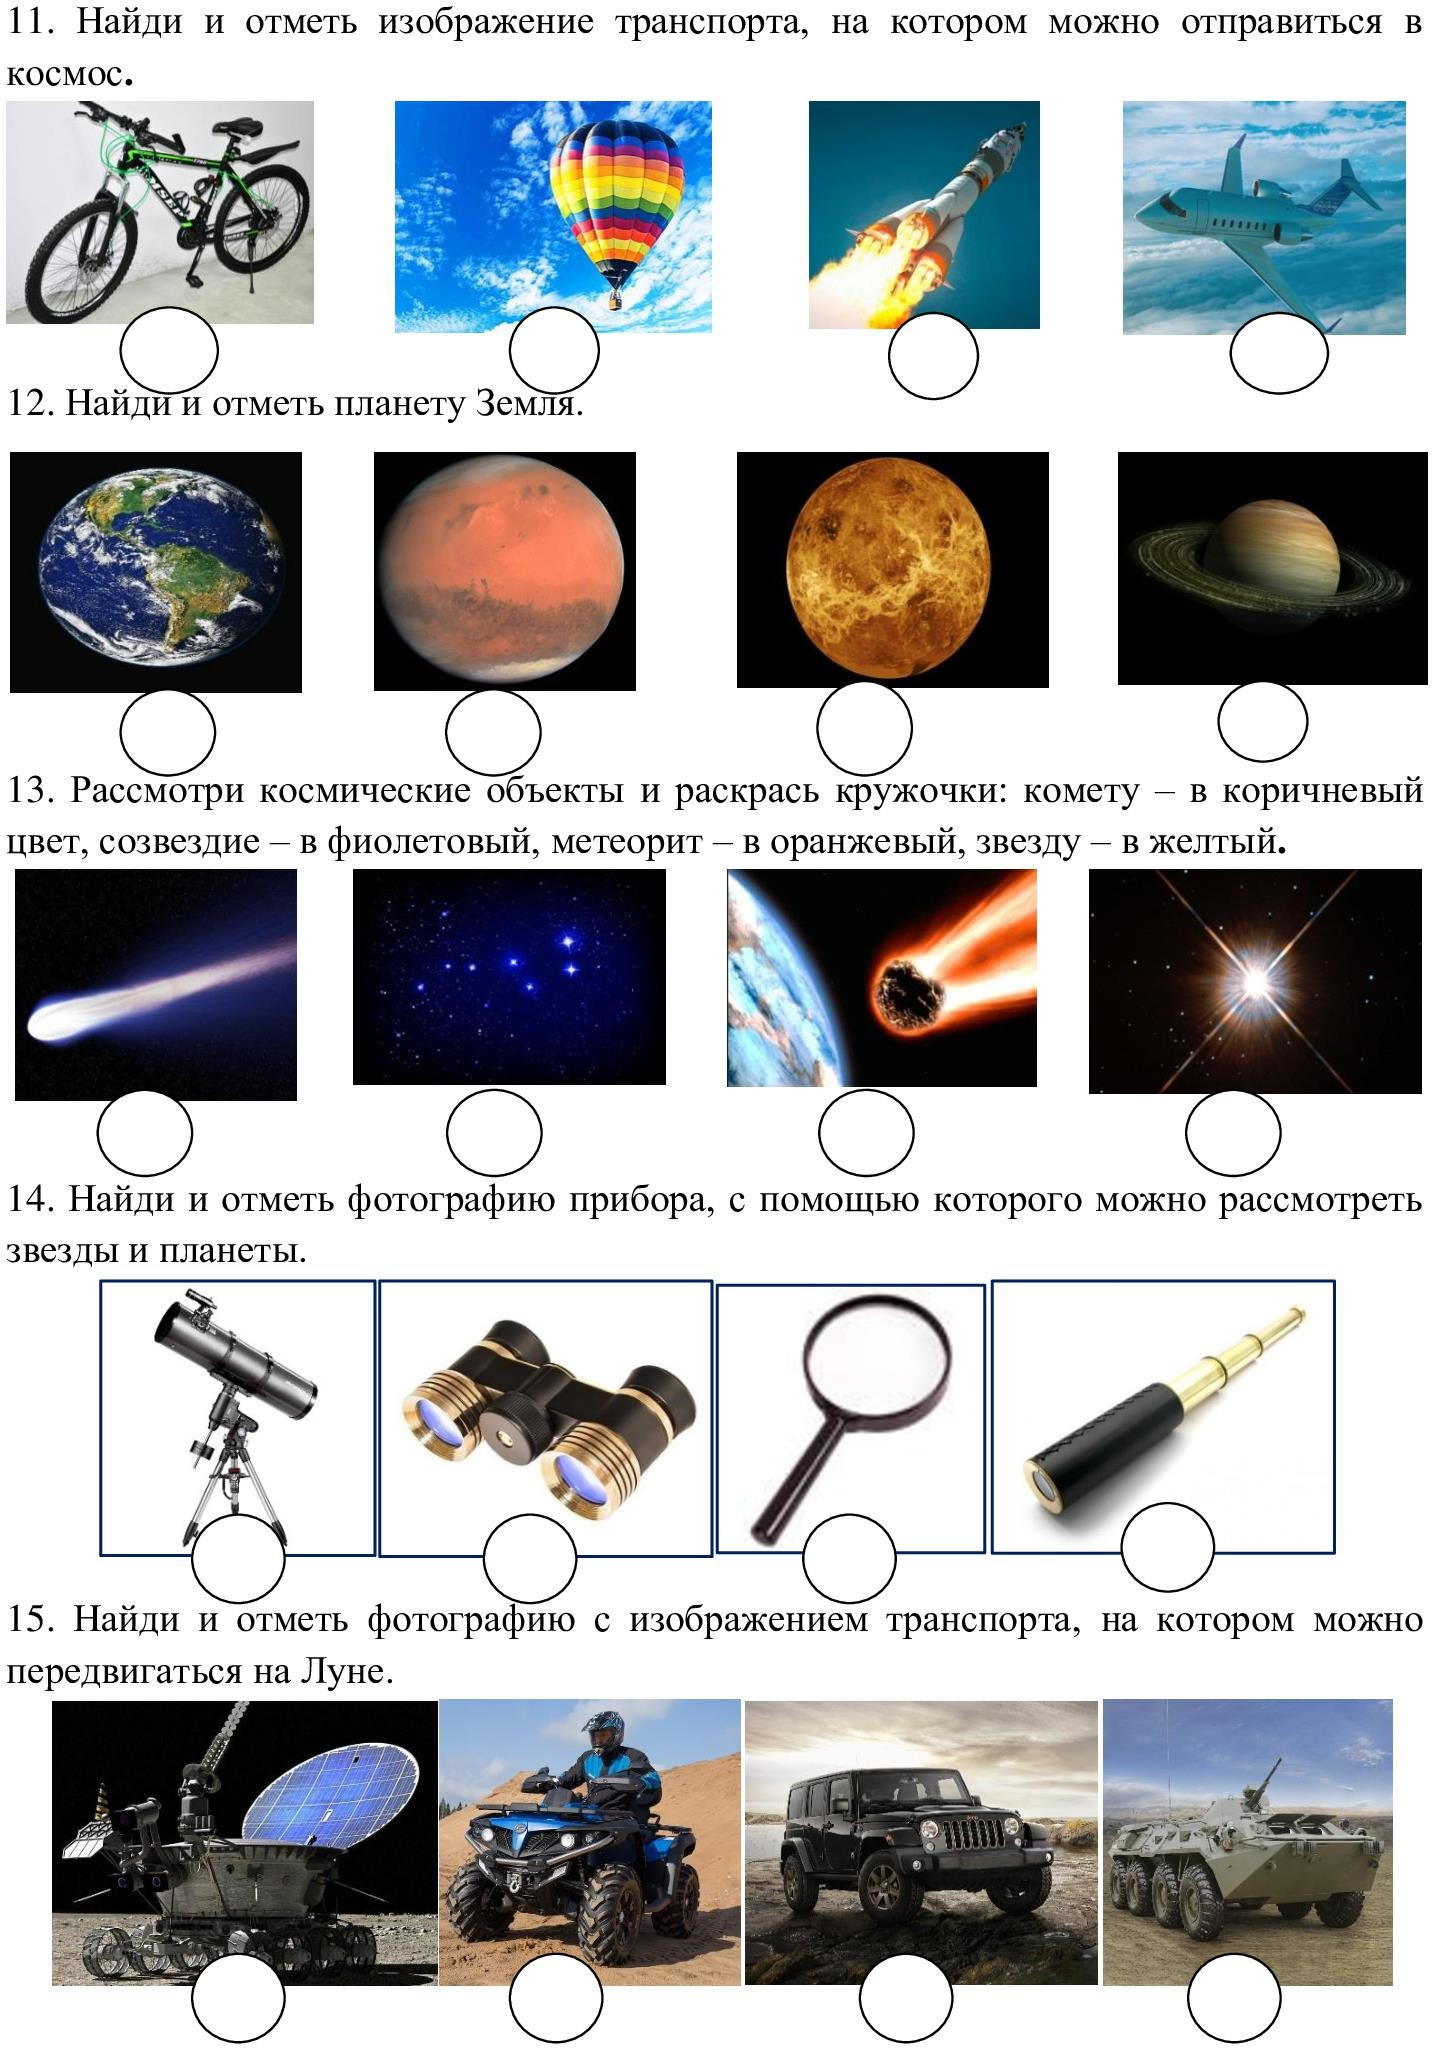 11. Найди и отметь изображение транспорта, на котором можно отправиться в
космос.
12. Найди и отметь планету Земля.
13. Рассмотри космические объекты и раскрась кружочки: комету – в коричневый
цвет, созвездие – в фиолетовый, метеорит – в оранжевый, звезду – в желтый.
14. Найди и отметь фотографию прибора, с помощью которого можно рассмотреть
звезды и планеты.
15. Найди и отметь фотографию с изображением транспорта, на котором можно
передвигаться на Луне.